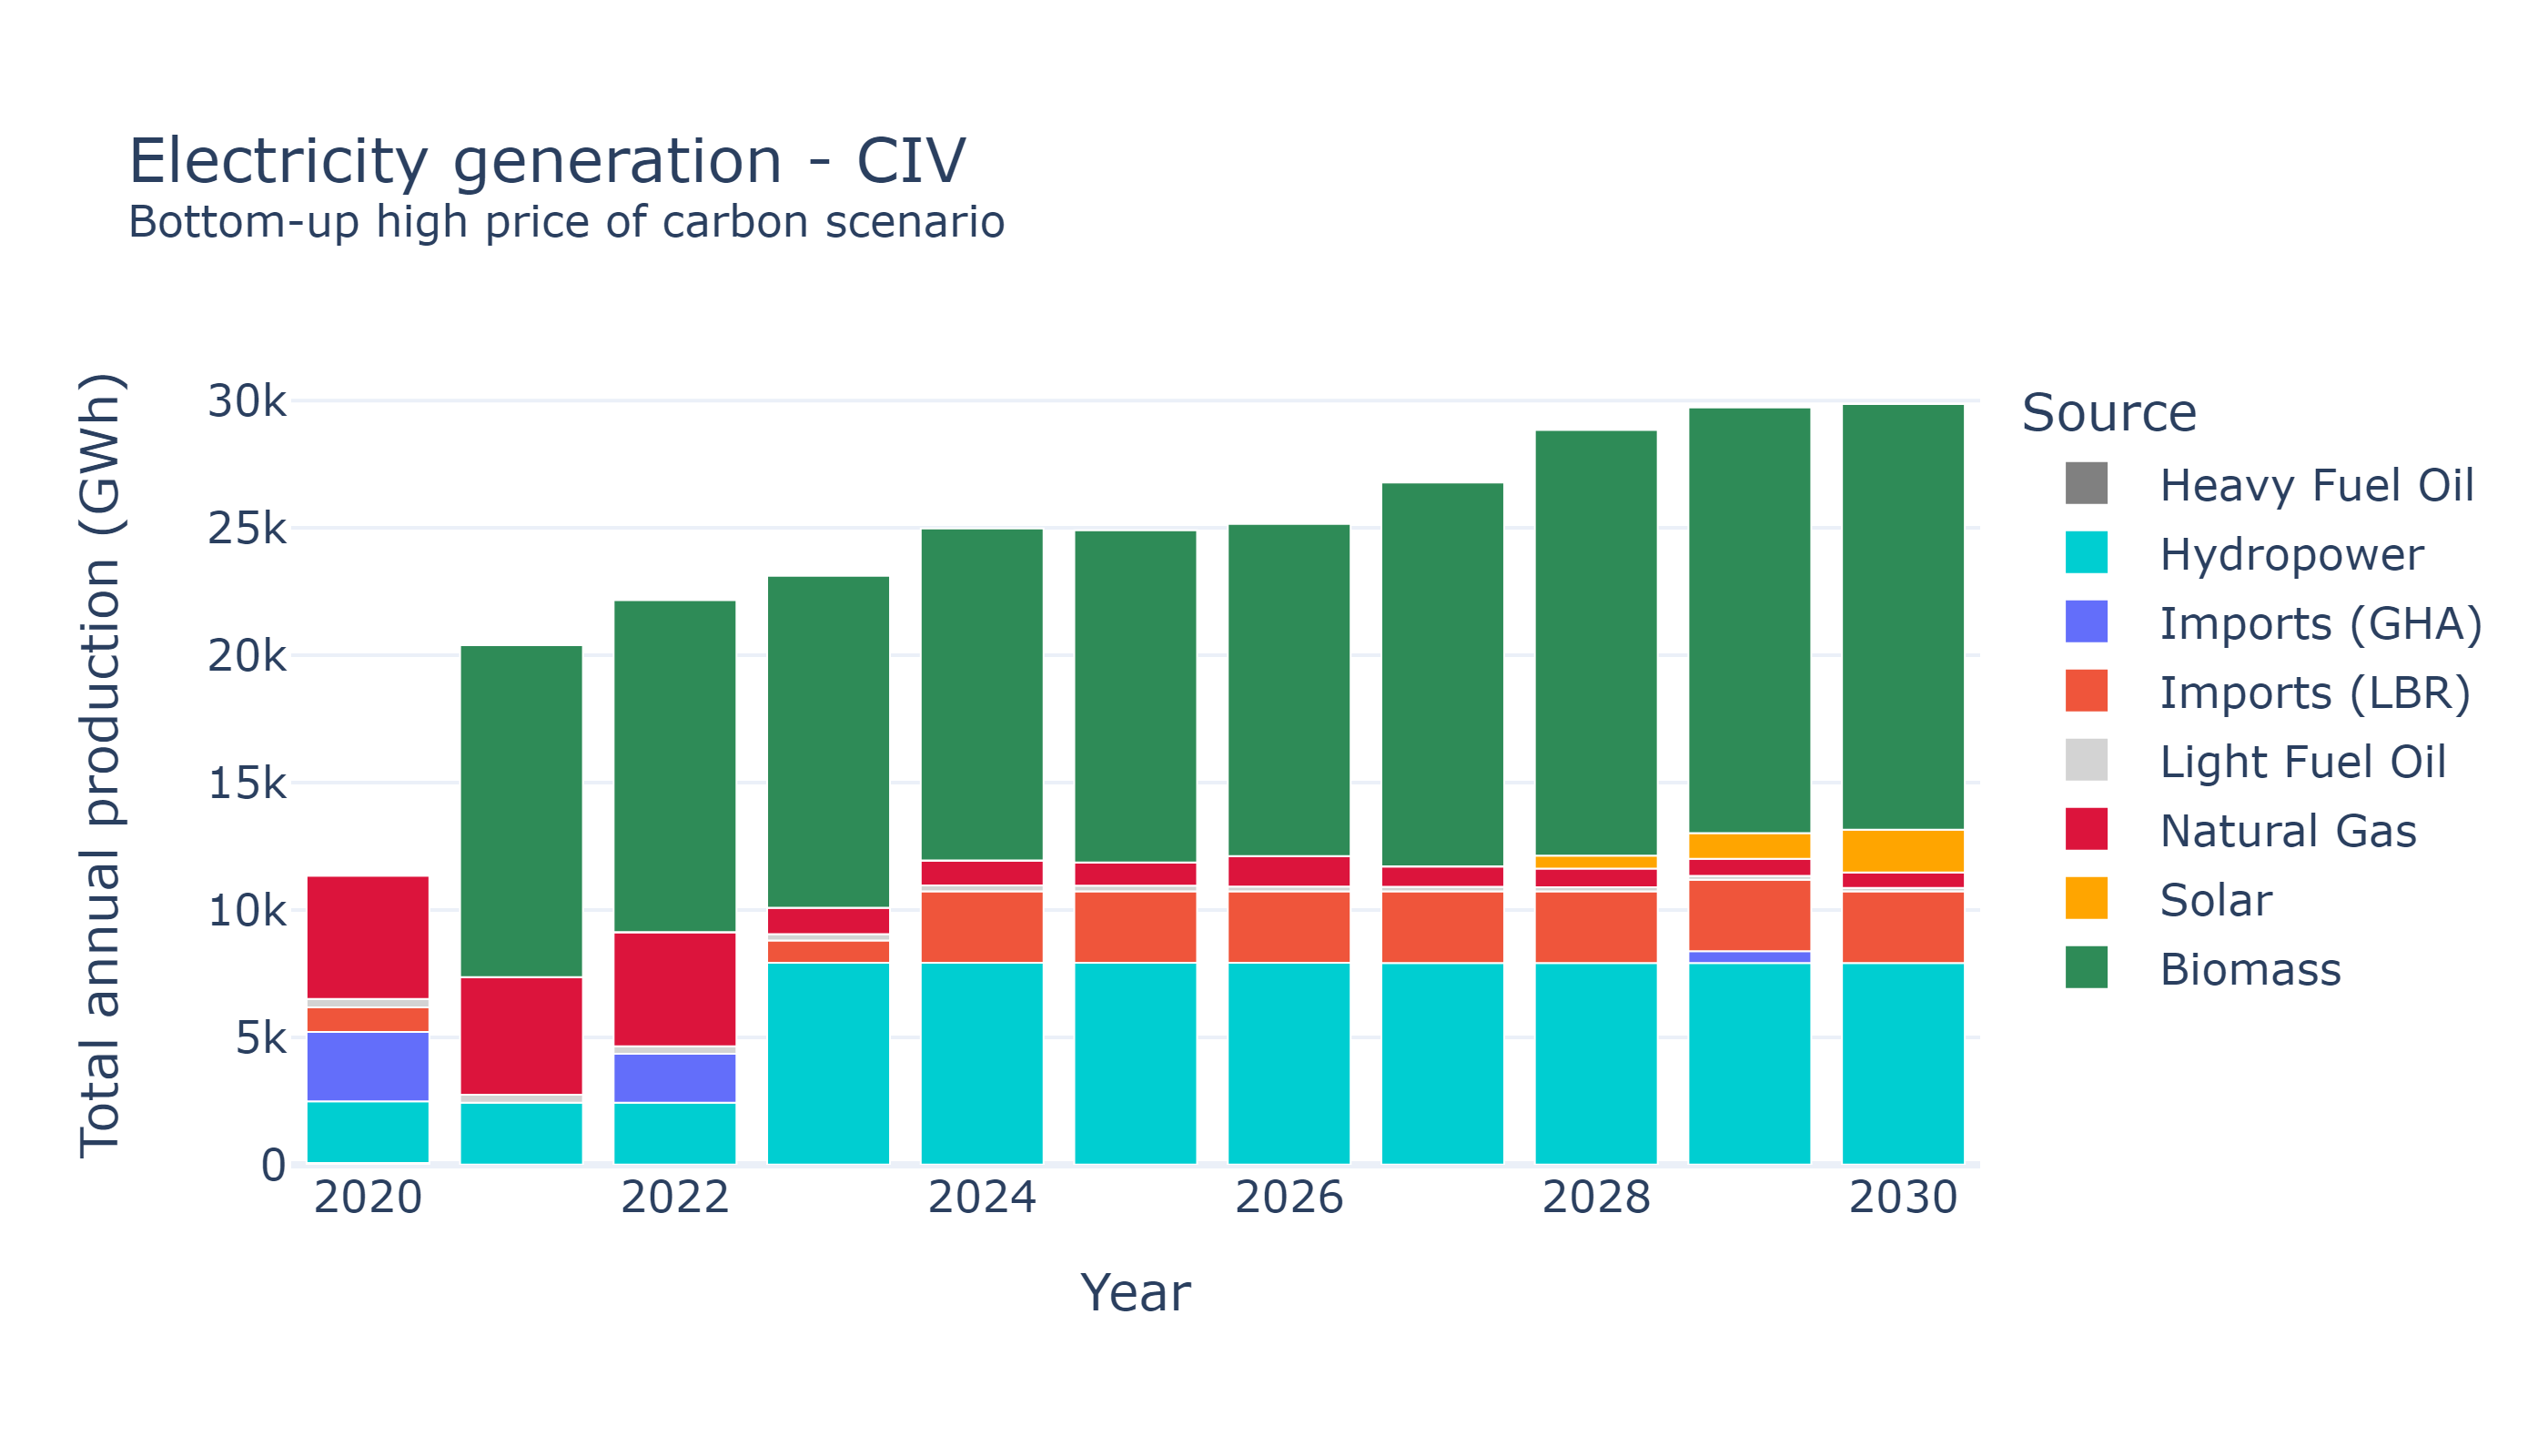 Electricity generation - CIV
Bottom-up high price of carbon scenario
Total annual production (GWh)
30k
25k
20k
15k
10k
5k
0
2020
2022
2024
2026
2028
2030
Year
Source
Heavy Fuel Oil
Hydropower
Imports (GHA)
Imports (LBR)
Light Fuel Oil
Natural Gas
Solar
Biomass